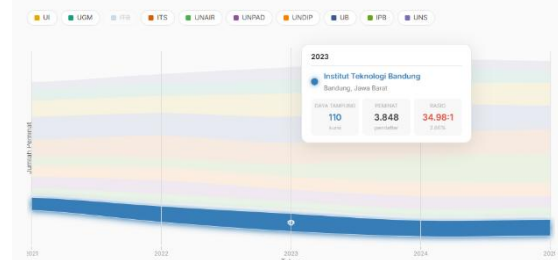 UI UGM ITB ITS UNAIR UNPAD UNDIP UB IPB UNS
2023
Institut Teknologi Bandung
Bandung, Jawa Barat
DAYA TAMPUNG PEMINAT RASIO
110 3.848 34.98:1
kursi pendaftar 2.86%
Jumlah Peminat
2021 2022 2023 2024 2025